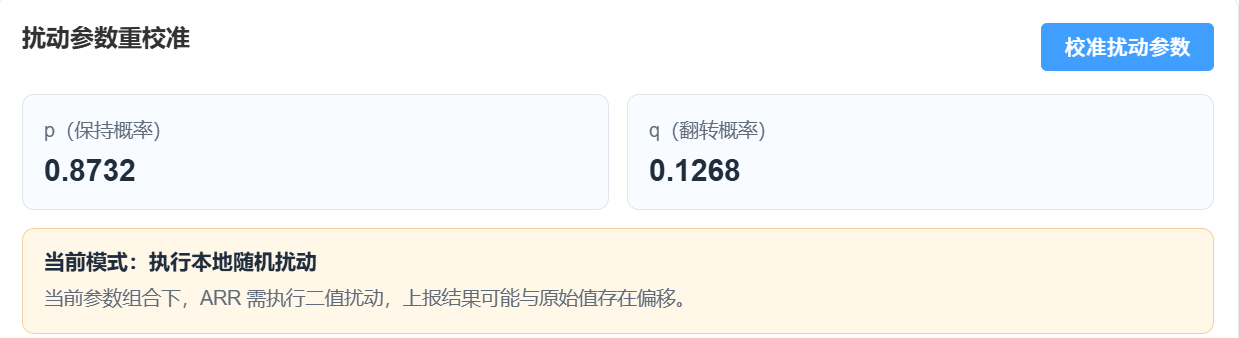 扰动参数重校准
校准扰动参数
p（保持概率）
0.8732
q（翻转概率）
0.1268
当前模式：执行本地随机扰动
当前参数组合下，ARR 需执行二值扰动，上报结果可能与原始值存在偏移。